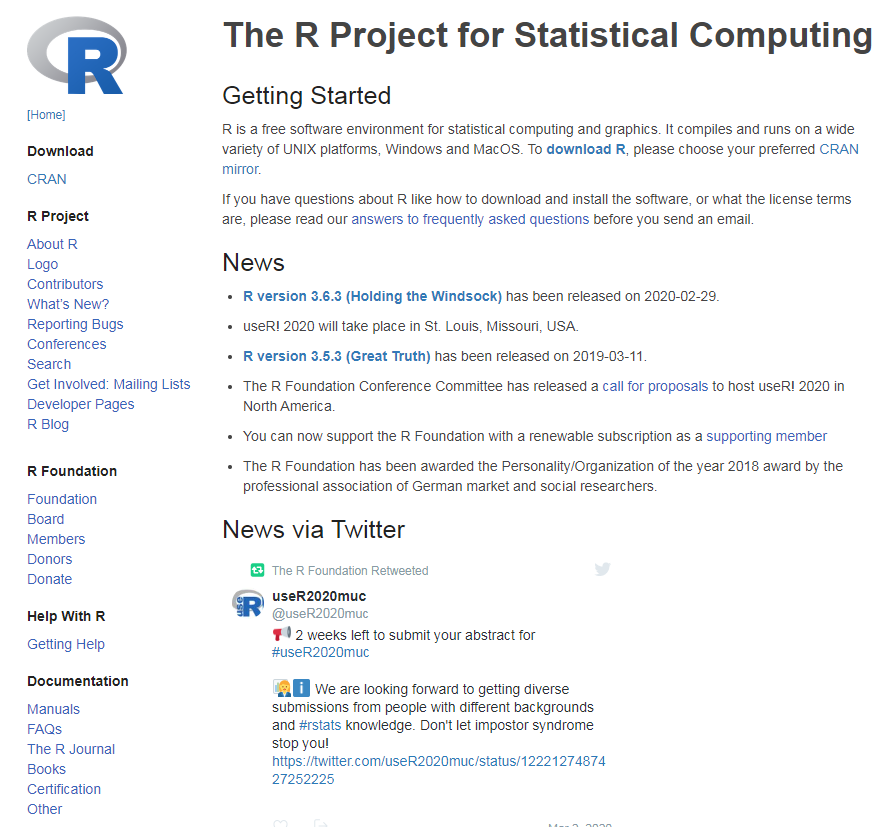 R
[Home]
Download
CRAN
R Project
About R
Logo
Contributors
What's New?
Reporting Bugs
Conferences
Search
Get Involved: Mailing Lists
Developer Pages
R Blog
R Foundation
Foundation
Board
Members
Donors
Donate
Help With R
Getting Help
Documentation
Manuals
FAQs
The R Journal
Books
Certification
Other
The R Project for Statistical Computing
Getting Started
R is a free software environment for statistical computing and graphics. It compiles and runs on a wide
variety of UNIX platforms, Windows and MacOS. To download R, please choose your preferred CRAN
mirror.
If you have questions about R like how to download and install the software, or what the license terms
are, please read our answers to frequently asked questions before you send an email.
News
• R version 3.6.3 (Holding the Windsock) has been released on 2020-02-29.
• useR! 2020 will take place in St. Louis, Missouri, USA.
• R version 3.5.3 (Great Truth) has been released on 2019-03-11.
• The R Foundation Conference Committee has released a call for proposals to host useR! 2020 in
North America.
• You can now support the R Foundation with a renewable subscription as a supporting member
• The R Foundation has been awarded the Personality/Organization of the year 2018 award by the
professional association of German market and social researchers.
News via Twitter
The R Foundation Retweeted
use R
useR2020muc
@useR2020muc
2 weeks left to submit your abstract for
#useR2020muc
We are looking forward to getting diverse
submissions from people with different backgrounds
and #rstats knowledge. Don't let impostor syndrome
stop you!
https://twitter.com/useR2020muc/status/12221274874
27252225